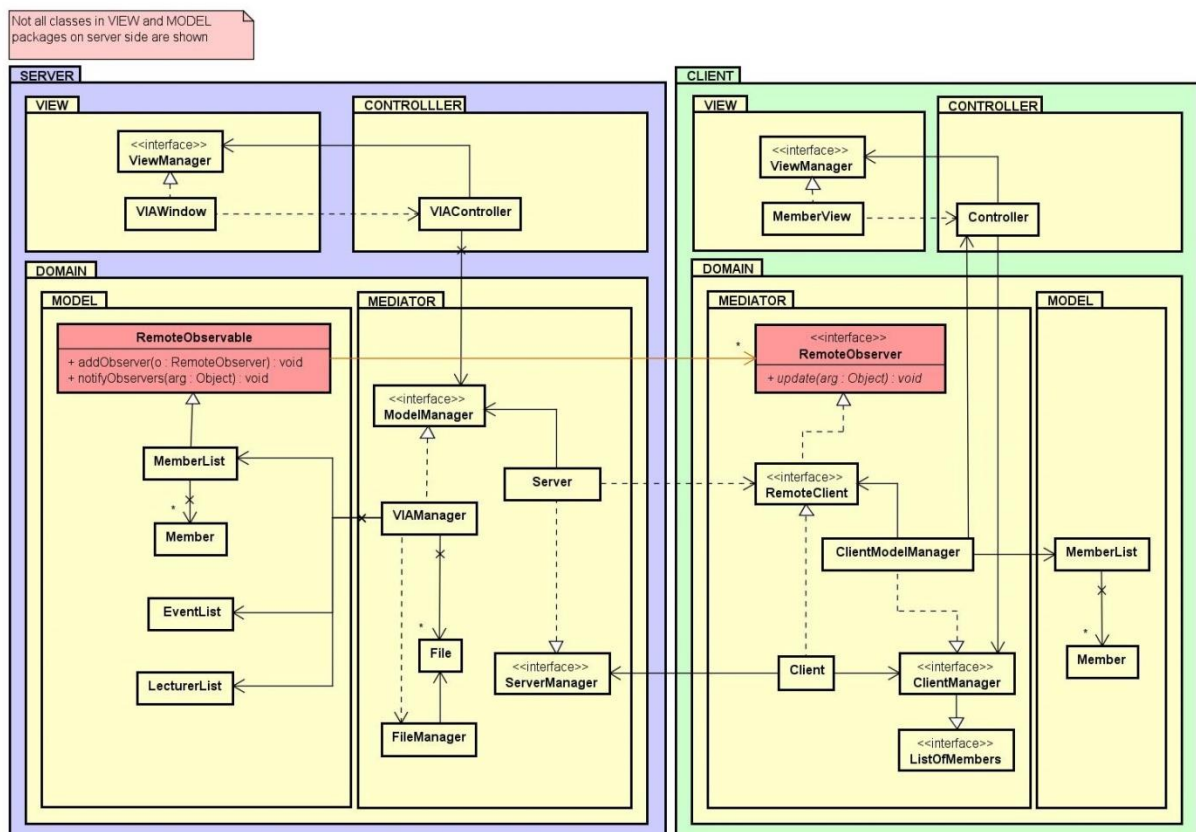 Not all classes in VIEW and MODEL
packages on server side are shown
SERVER
VIEW
<<interface>>
ViewManager
VIAWindow
CONTROLLLER
VIAController
DOMAIN
MODEL
RemoteObservable
+ addObserver(o : RemoteObserver) : void
+ notifyObservers(arg : Object) : void
MemberList
*
Member
EventList
LecturerList
MEDIATOR
<<interface>>
ModelManager
Server
VIAManager
*
File
<<interface>>
ServerManager
FileManager
CLIENT
VIEW
<<interface>>
ViewManager
MemberView
CONTROLLER
Controller
DOMAIN
MEDIATOR
*
<<interface>>
RemoteObserver
+ update(arg : Object) : void
<<interface>>
RemoteClient
ClientModelManager
Client
<<interface>>
ClientManager
<<interface>>
ListOfMembers
MODEL
MemberList
*
Member